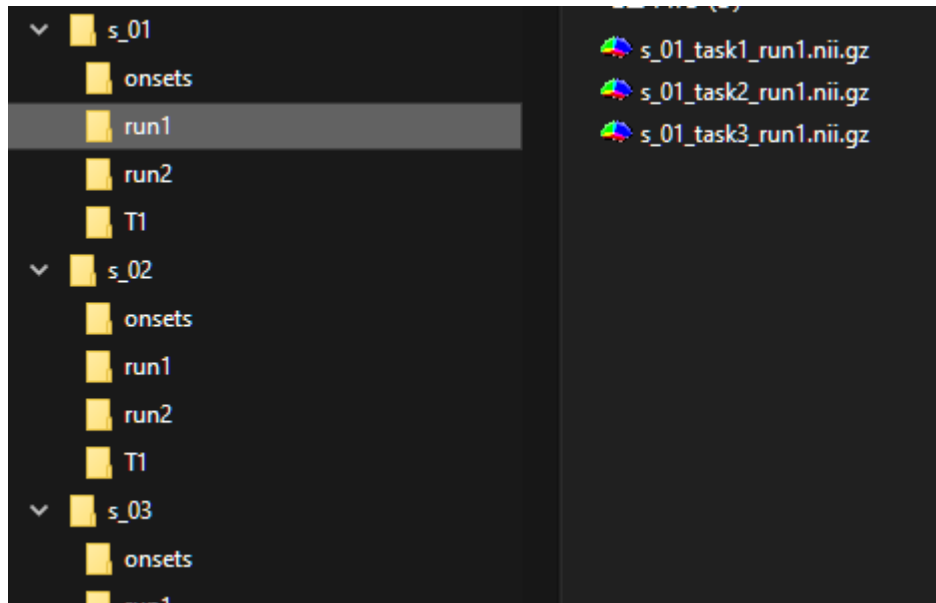 s_01
onsets
run1
run2
T1
s_02
onsets
run1
run2
T1
s_03
onsets
s_01_task1_run1.nii.gz
s_01_task2_run1.nii.gz
s_01_task3_run1.nii.gz